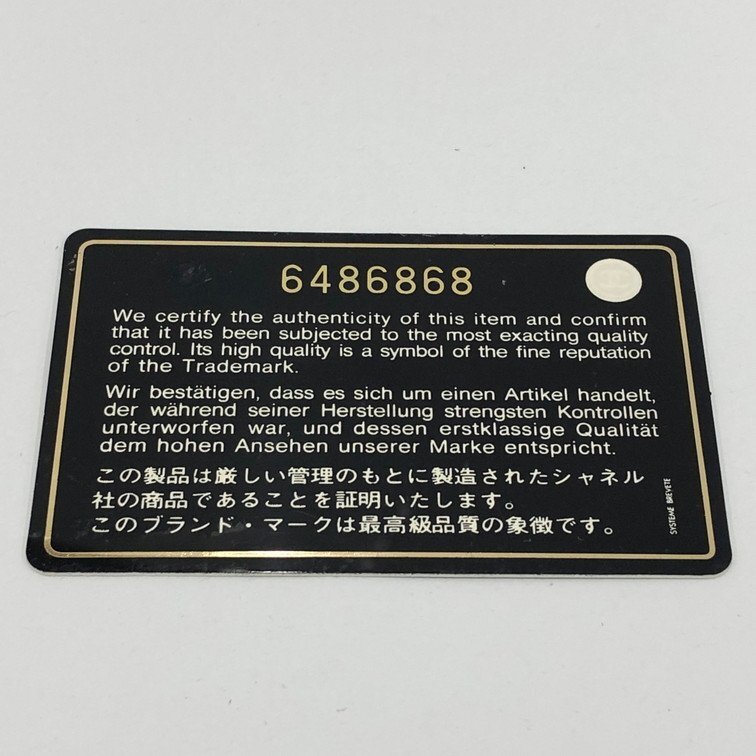 6486868
We certify the authenticity of this item and confirm
that it has been subjected to the most exacting quality
control. Its high quality is a symbol of the fine reputation
of the Trademark.
Wir bestätigen, dass es sich um einen Artikel handelt,
der während seiner Herstellung strengsten Kontrollen
unterworfen war, und dessen erstklassige Qualität
dem hohen Ansehen unserer Marke entspricht.
この製品は厳しい管理のもとに製造されたシャネル
社の商品であることを証明いたします。
このブランド・マークは最高級品質の象徴です。
SYSTEME BREVETE